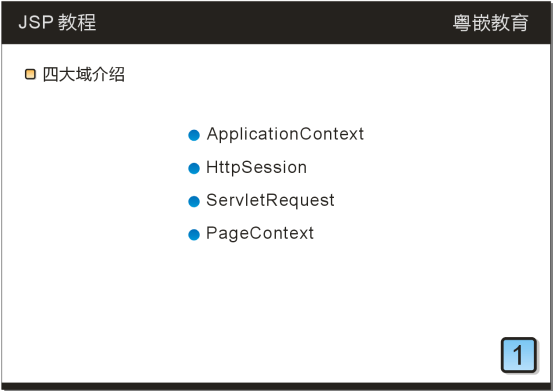 JSP 教程
粤嵌教育
四大域介绍
ApplicationContext
HttpSession
ServletRequest
PageContext
1